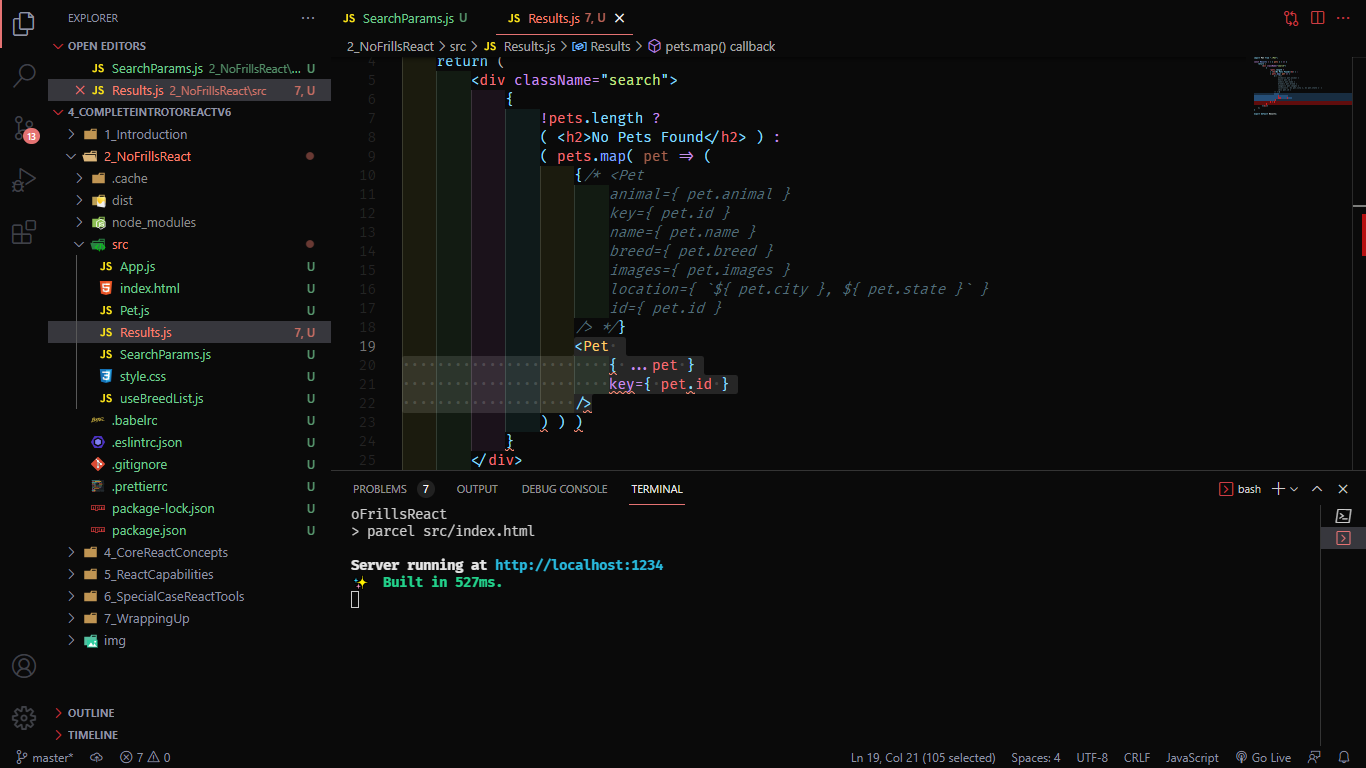 EXPLORER
OPEN EDITORS
SearchParams.js 2_NoFrillsReact\... U
Results.js 2_NoFrillsReact\src 7, U
4_COMPLETEINTROTOREACTV6
1_Introduction
2_NoFrillsReact
.cache
dist
node_modules
src
App.js U
index.html U
Pet.js U
Results.js 7, U
SearchParams.js U
style.css U
useBreedList.js U
.babelrc U
.eslintrc.json U
.gitignore U
.prettierrc U
package-lock.json U
package.json U
4_CoreReactConcepts
5_ReactCapabilities
6_SpecialCaseReactTools
7_WrappingUp
img
OUTLINE
TIMELINE
13
JS SearchParams.js U JS Results.js 7, U
2_NoFrillsReact > src > JS Results.js > Results > pets.map() callback
4 return (
5 <div className="search">
6 {
7 !pets.length ?
8 ( <h2>No Pets Found</h2> ) :
9 ( pets.map( pet => (
10 {/* <Pet
11 animal={ pet.animal }
12 key={ pet.id }
13 name={ pet.name }
14 breed={ pet.breed }
15 images={ pet.images }
16 location={ `${ pet.city }, ${ pet.state }` }
17 id={ pet.id }
18 /> */}
19 <Pet
20 { ...pet }
21 key={ pet.id }
22 />
23 ) ) )
24 }
25 </div>
PROBLEMS 7 OUTPUT DEBUG CONSOLE TERMINAL bash
oFrillsReact
> parcel src/index.html
Server running at http://localhost:1234
✨ Built in 527ms.
master* 7 0 Ln 19, Col 21 (105 selected) Spaces: 4 UTF-8 CRLF JavaScript Go Live